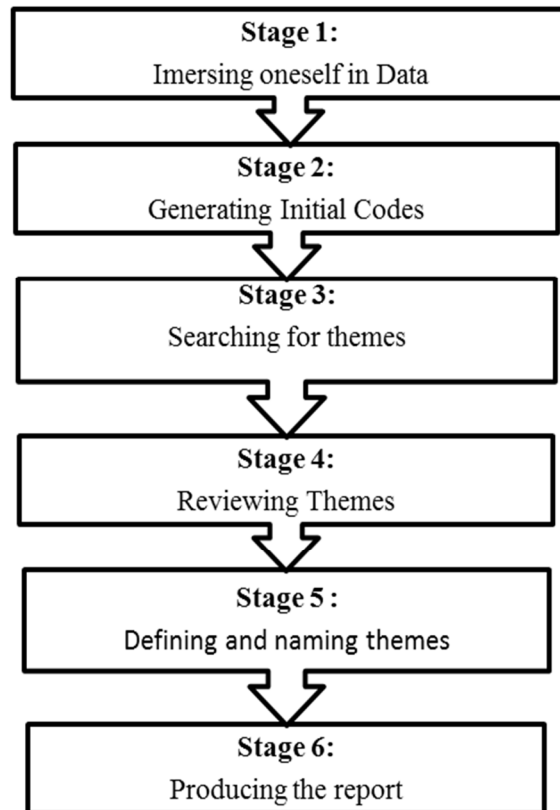 Stage 1:
Imersing oneself in Data
Stage 2:
Generating Initial Codes
Stage 3:
Searching for themes
Stage 4:
Reviewing Themes
Stage 5 :
Defining and naming themes
Stage 6:
Producing the report